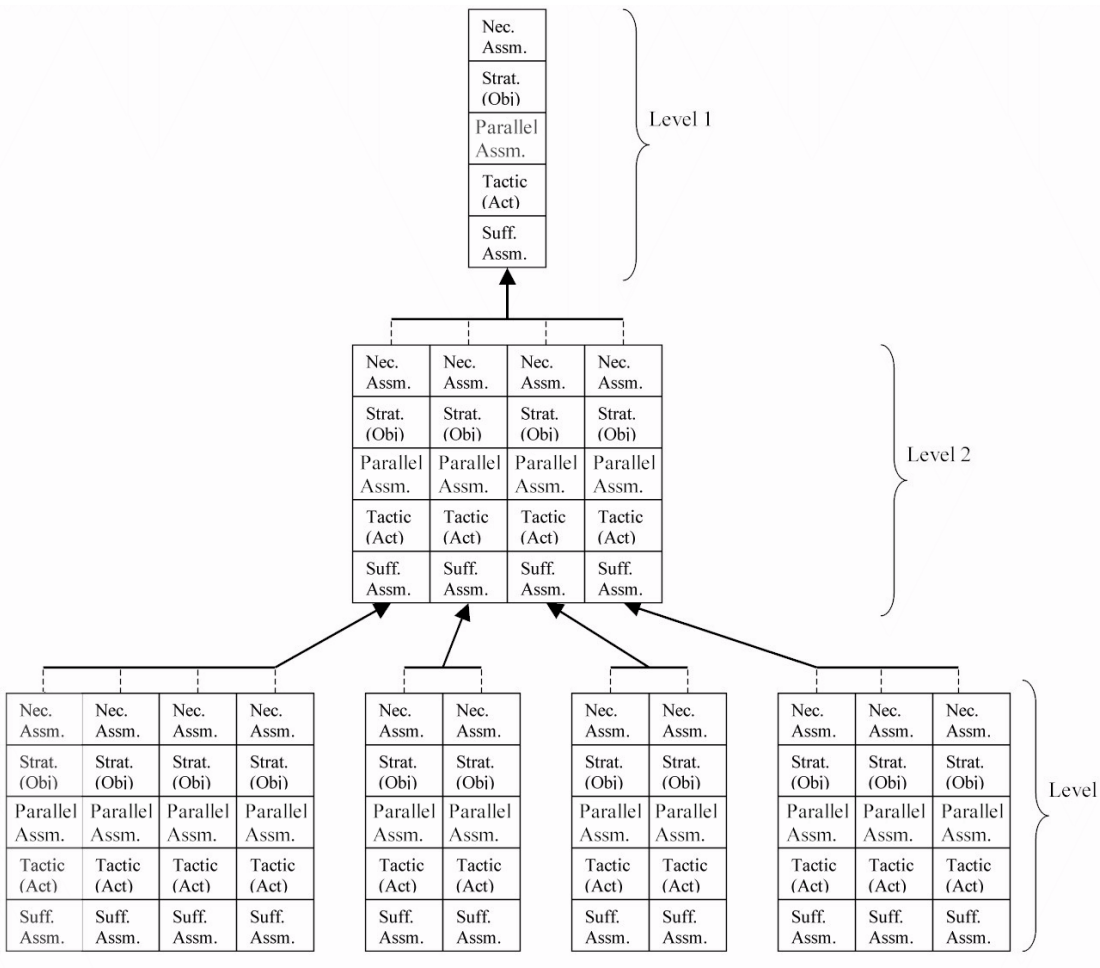 Nec.
Assm.
Strat.
(Obj)
Parallel
Assm.
Tactic
(Act)
Suff.
Assm.
Level 1
Nec. Nec. Nec. Nec.
Assm. Assm. Assm. Assm.
Strat. Strat. Strat. Strat.
(Obj) (Obj) (Obj) (Obj)
Parallel Parallel Parallel Parallel
Assm. Assm. Assm. Assm.
Tactic Tactic Tactic Tactic
(Act) (Act) (Act) (Act)
Suff. Suff. Suff. Suff.
Assm. Assm. Assm. Assm.
Level 2
Nec. Nec. Nec. Nec. Nec. Nec. Nec. Nec. Nec. Nec. Nec.
Assm. Assm. Assm. Assm. Assm. Assm. Assm. Assm. Assm. Assm. Assm.
Strat. Strat. Strat. Strat. Strat. Strat. Strat. Strat. Strat. Strat. Strat.
(Obj) (Obj) (Obj) (Obj) (Obj) (Obj) (Obj) (Obj) (Obj) (Obj) (Obj)
Parallel Parallel Parallel Parallel Parallel Parallel Parallel Parallel Parallel Parallel Parallel
Assm. Assm. Assm. Assm. Assm. Assm. Assm. Assm. Assm. Assm. Assm.
Tactic Tactic Tactic Tactic Tactic Tactic Tactic Tactic Tactic Tactic Tactic
(Act) (Act) (Act) (Act) (Act) (Act) (Act) (Act) (Act) (Act) (Act)
Suff. Suff. Suff. Suff. Suff. Suff. Suff. Suff. Suff. Suff. Suff.
Assm. Assm. Assm. Assm. Assm. Assm. Assm. Assm. Assm. Assm. Assm.
Level